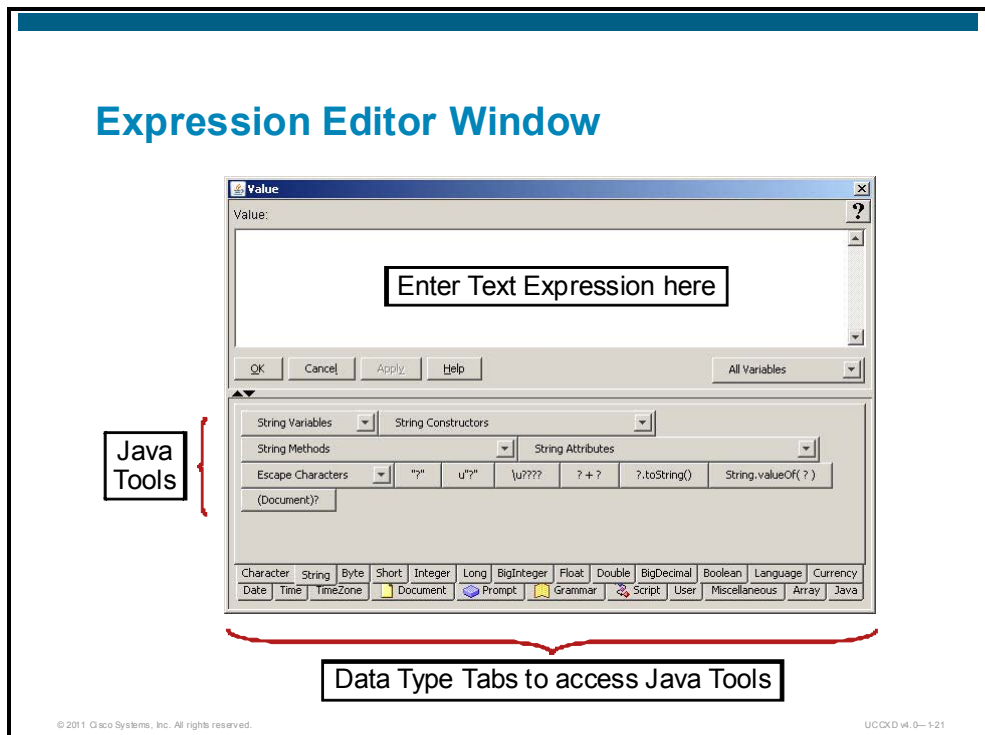 Expression Editor Window
Value
Value:
?
Enter Text Expression here
OK Cancel Apply Help All Variables
String Variables String Constructors
String Methods String Attributes
Java
Tools
Escape Characters "?" u"?" \u???? ? + ? ?.toString() String.valueOf( ? )
(Document)?
Character String Byte Short Integer Long BigInteger Float Double BigDecimal Boolean Language Currency
Date Time TimeZone Document Prompt Grammar Script User Miscellaneous Array Java
Data Type Tabs to access Java Tools
© 2011 Cisco Systems, Inc. All rights reserved. UCCXD v4.0—1-21